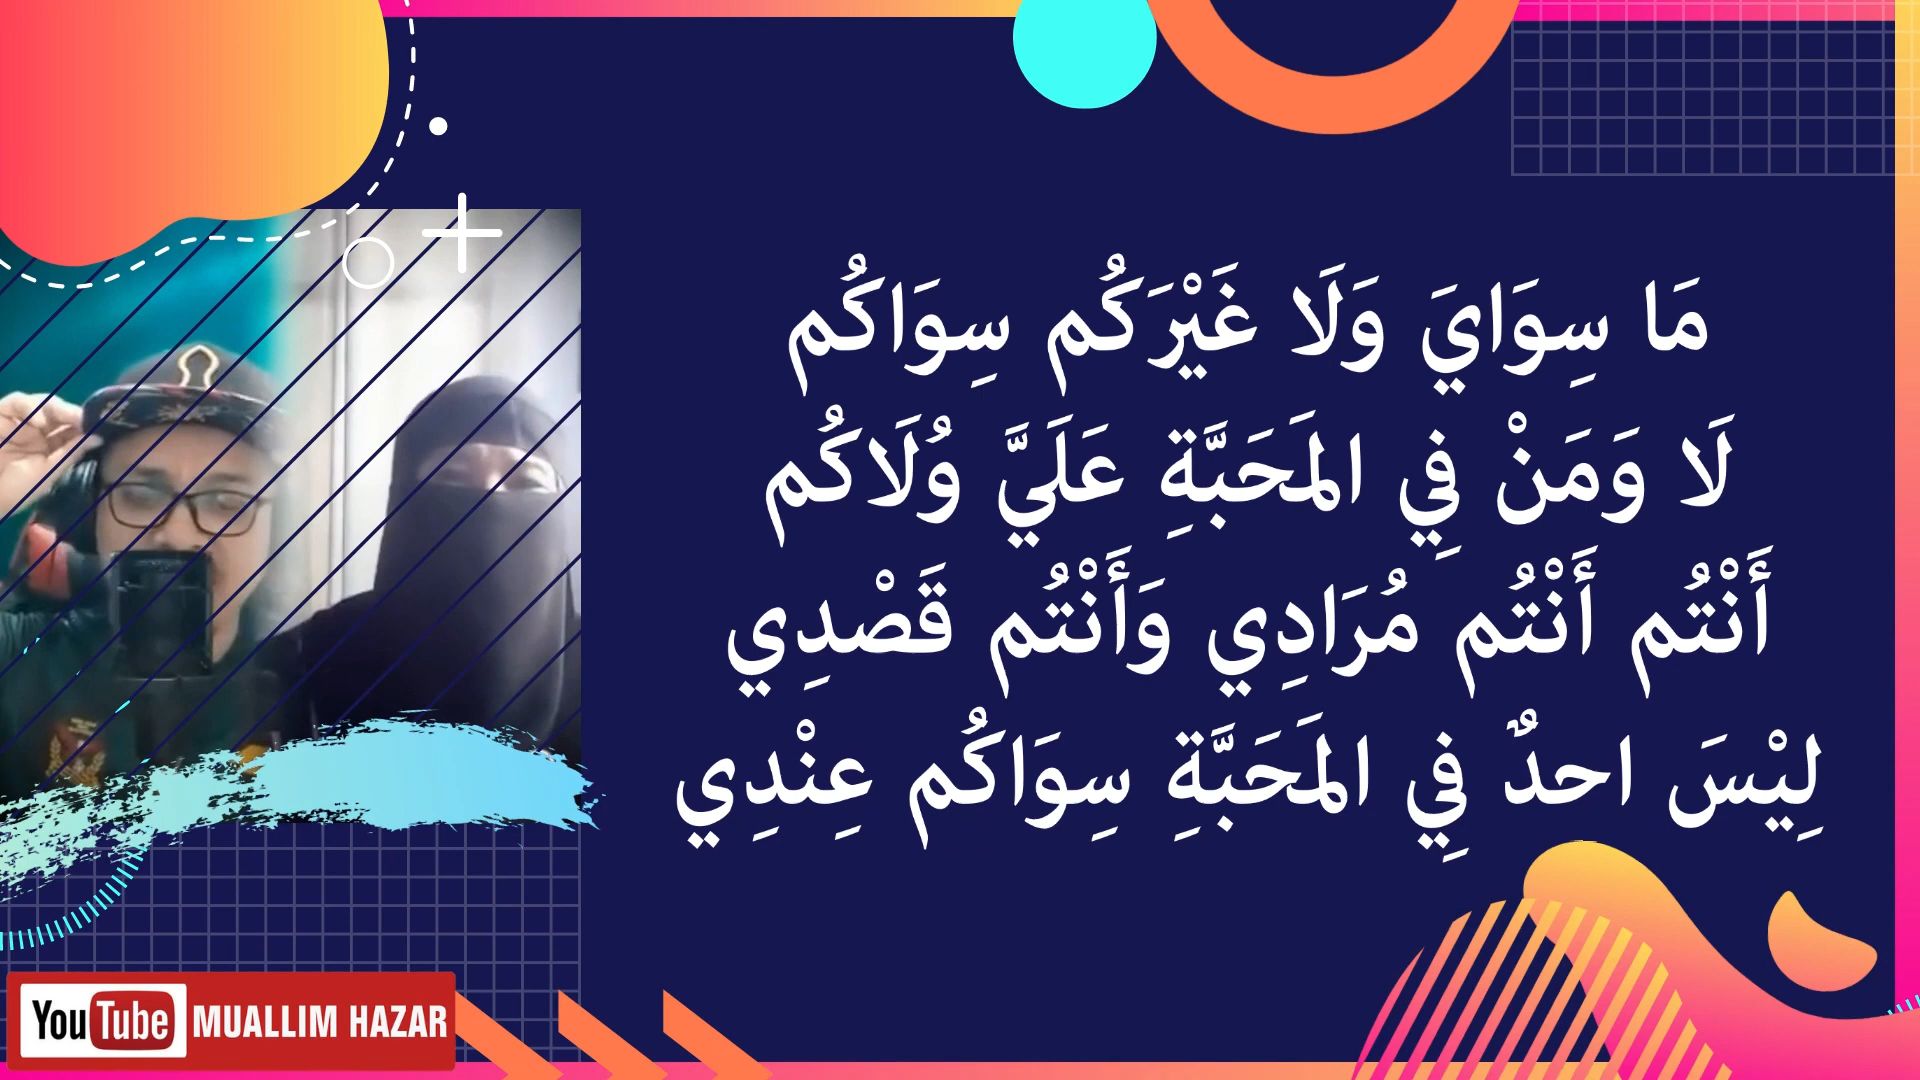 مَا سِوَايَ وَلَا غَيْرَكُم سِوَاكُم
لَا وَمَنْ فِي المَحَبَّةِ عَلَيَّ وُلَاكُم
أَنْتُم أَنْتُم مُرَادِي وَأَنْتُم قَصْدِي
لِيْسَ احدٌ فِي المَحَبَّةِ سِوَاكُم عِنْدِي
YouTube MUALLIM HAZAR